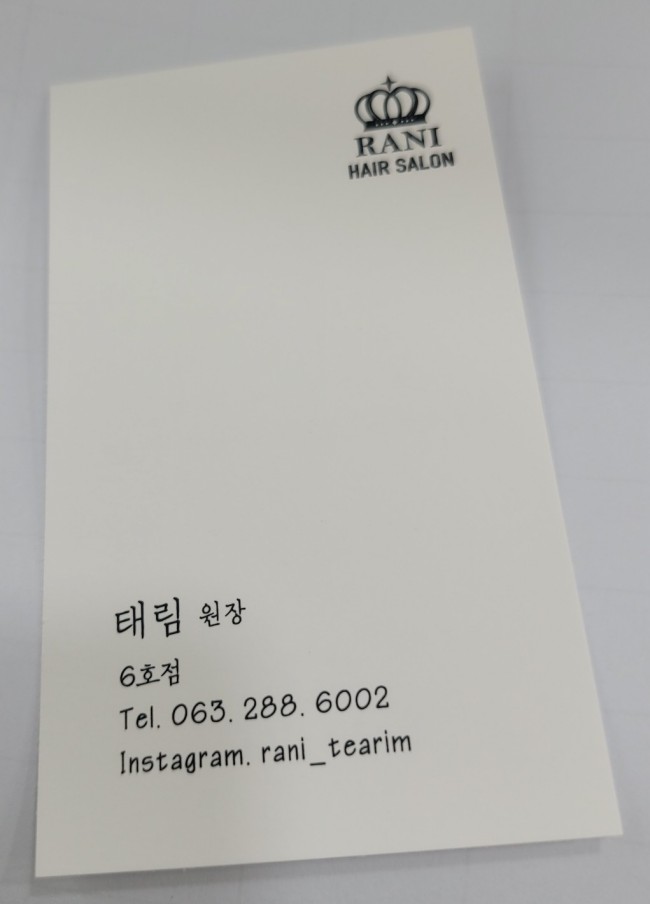 RANI
HAIR SALON
태림 원장
6호점
Tel. 063. 288. 6002
Instagram. rani_tearim